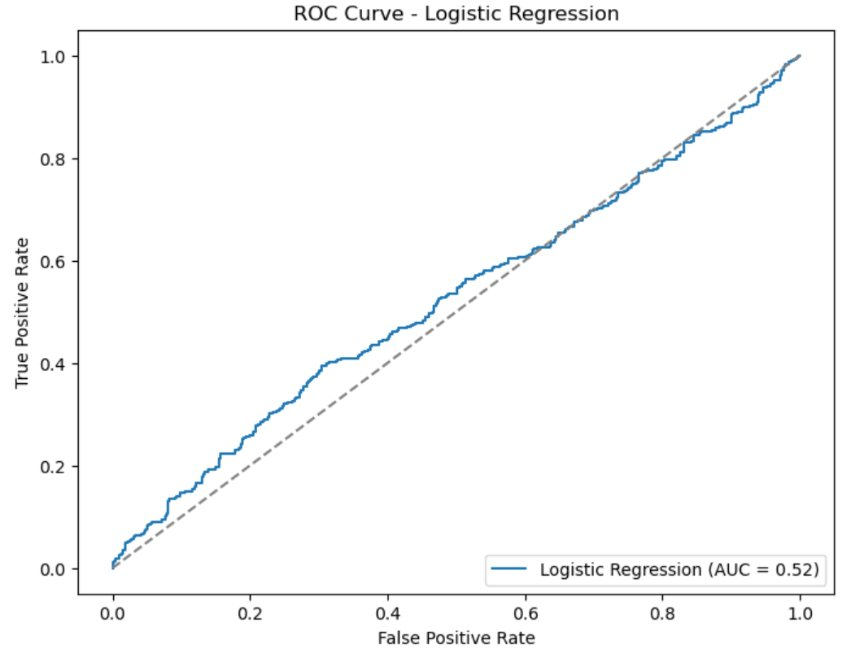 ROC Curve - Logistic Regression
True Positive Rate
1.0
0.8
0.6
0.4
0.2
0.0
Logistic Regression (AUC = 0.52)
0.0 0.2 0.4 0.6 0.8 1.0
False Positive Rate